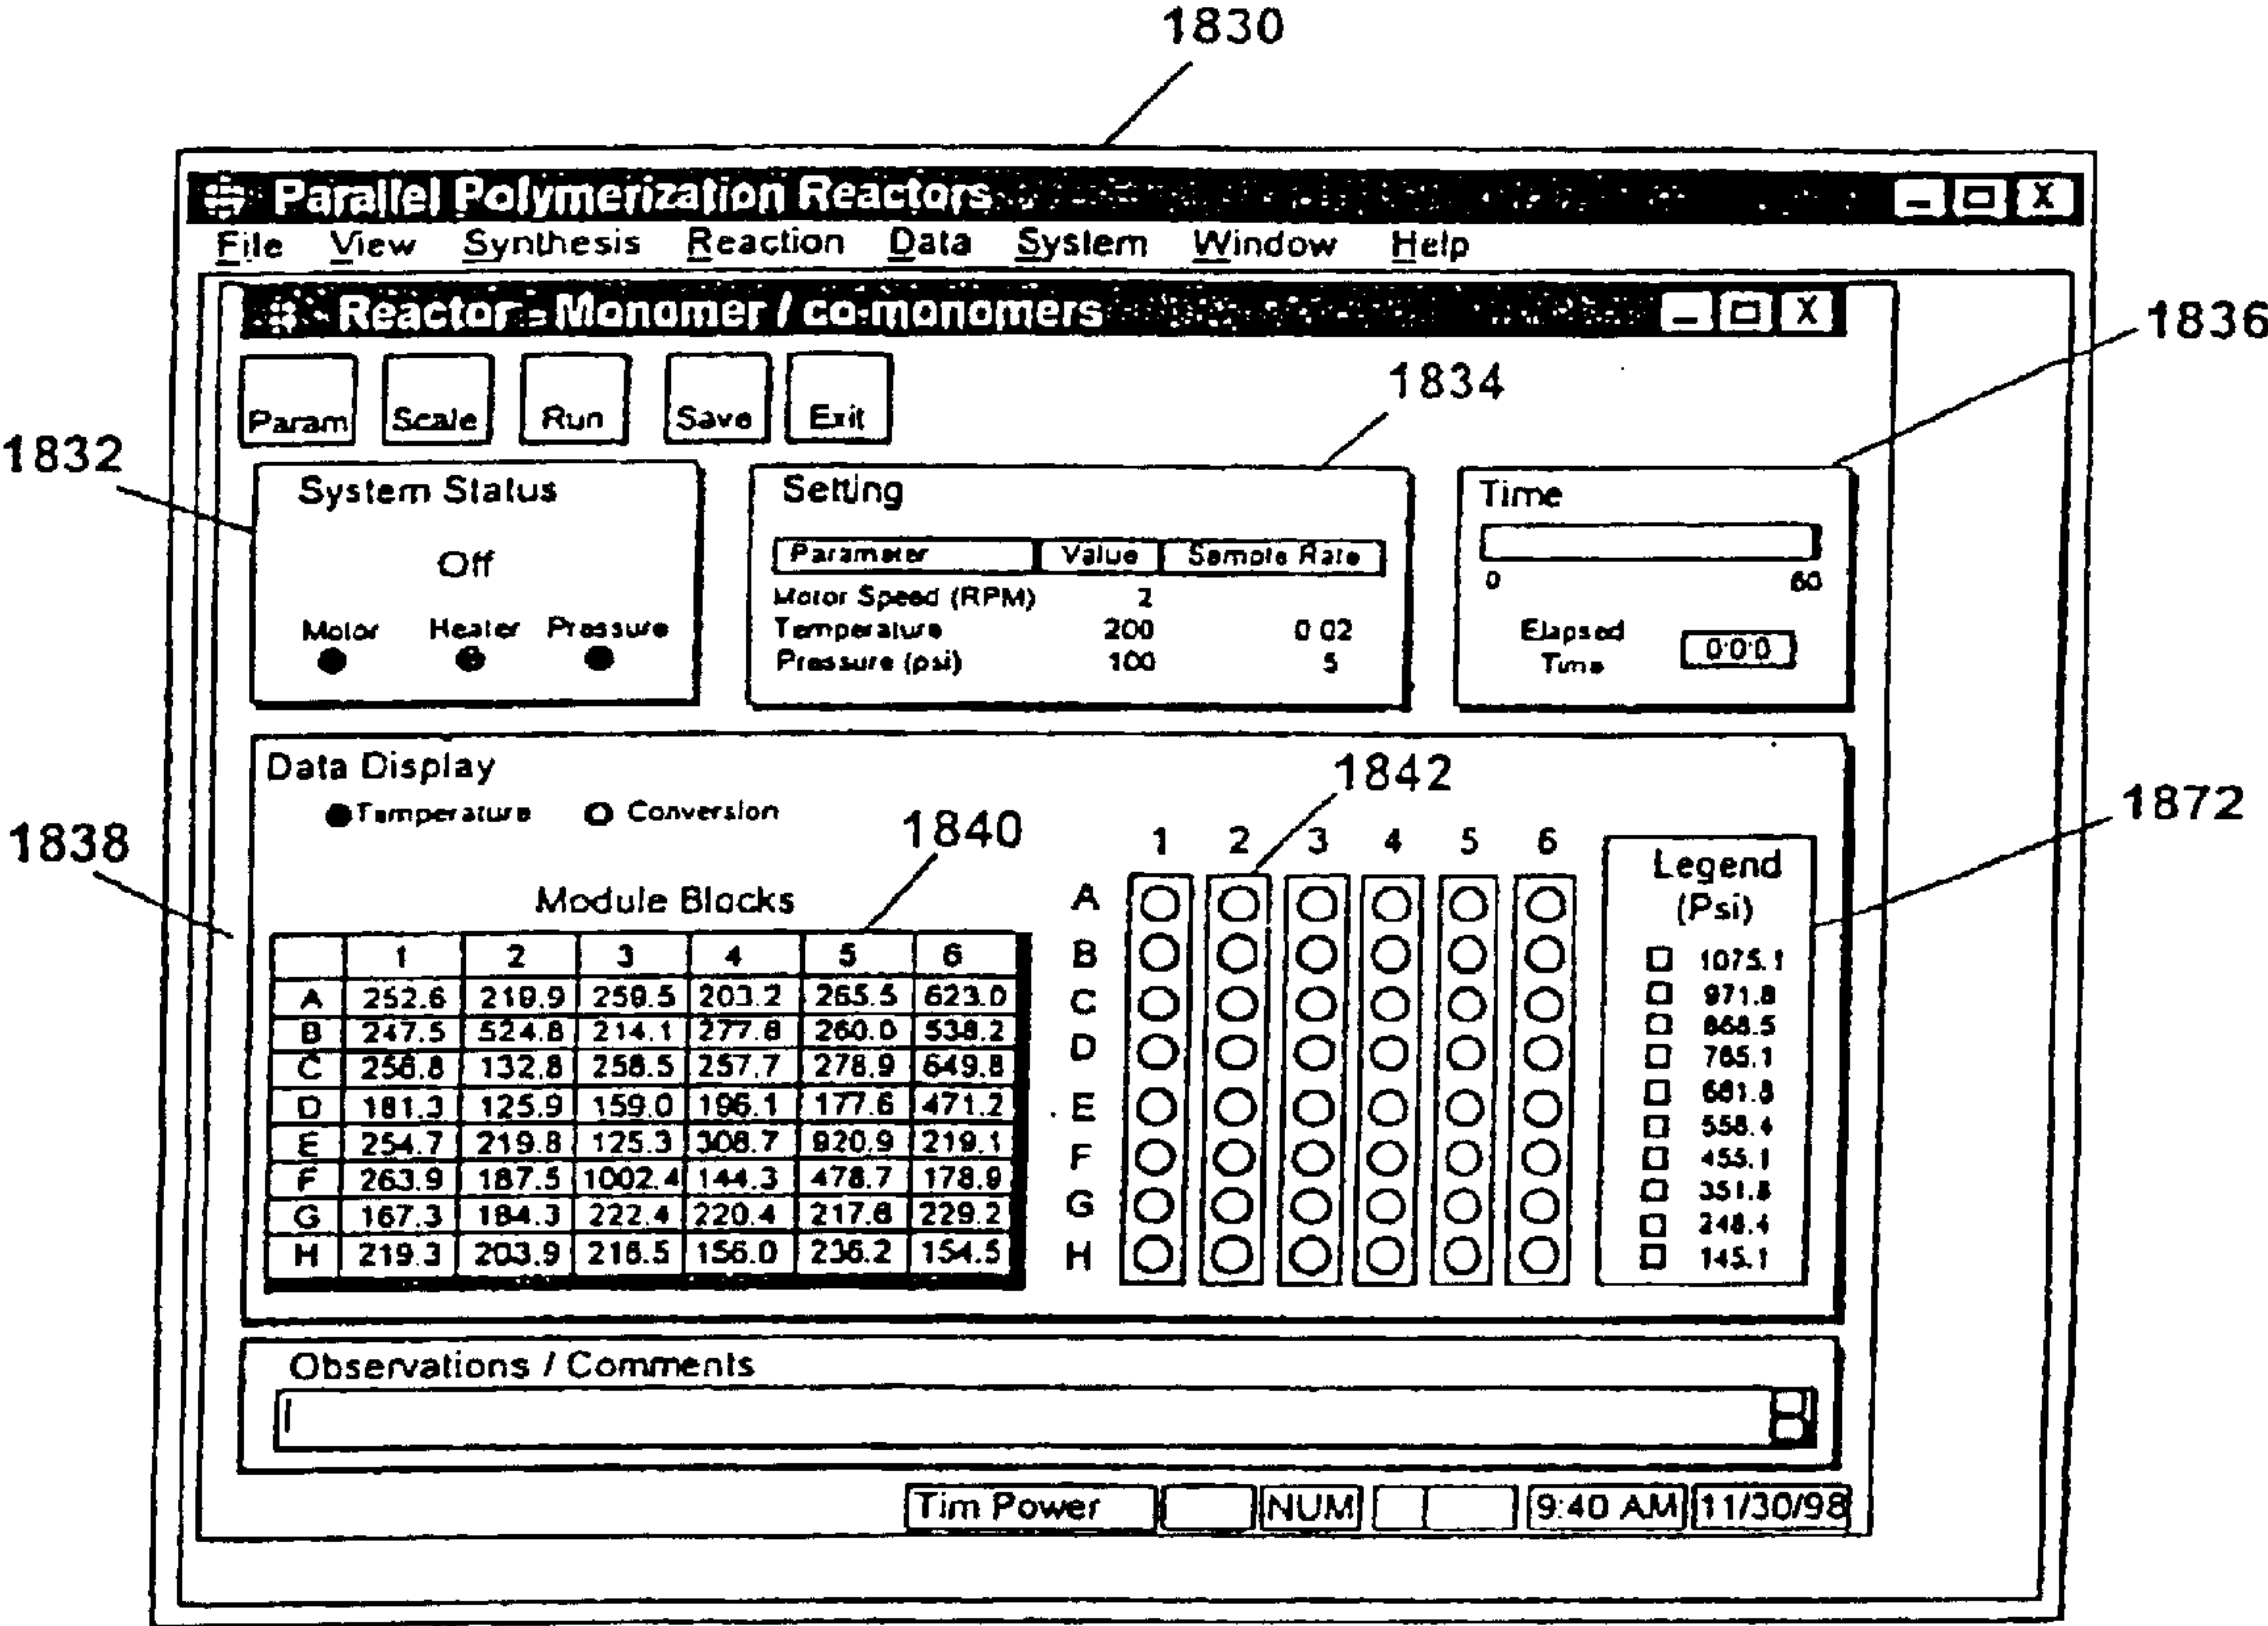 1830
Parallel Polymerization Reactors
File View Synthesis Reaction Data System Window Help
Reactor - Monomer / co-monomers
1836
Param Scale Run Save Exit
1834
1832
System Status
Off
Motor Heater Pressure
Setting
Parameter Value Sample Rate
Motor Speed (RPM) 2
Temperature 200 0.02
Pressure (psi) 100 5
Time
0 60
Elapsed Time 0:0:0
Data Display
Temperature Conversion
1838
1840
1842
1872
Module Blocks
1 2 3 4 5 6
A 252.6 203.2 265.5 623.0
B 247.5 524.8 214.1 277.8 260.0 538.2
C 256.8 132.8 258.5 257.7 278.9 649.8
D 181.3 125.9 159.0 196.1 177.6 471.2
E 254.7 219.8 125.3 308.7 920.9 219.1
F 263.9 187.5 1002.4 144.3 478.7 178.9
G 167.3 184.3 222.4 220.4 217.6 229.2
H 219.3 203.9 216.5 156.0 236.2 154.5
1 2 3 4 5 6
A
B
C
D
E
F
G
H
Legend
(Psi)
1075.1
971.8
868.5
765.1
661.8
558.4
455.1
351.8
248.4
145.1
Observations / Comments
Tim Power NUM 9:40 AM 11/30/98